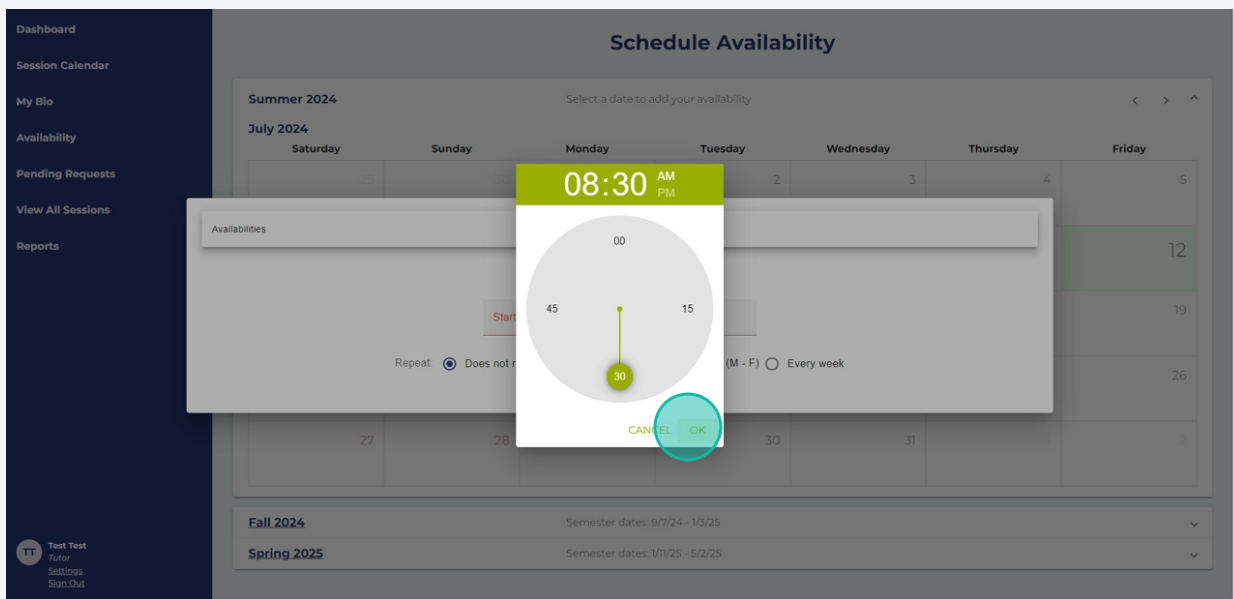 Dashboard
Session Calendar
My Bio
Availability
Pending Requests
View All Sessions
Reports
TT
Test Test
Tutor
Settings
Sign Out
Schedule Availability
Summer 2024
Select a date to add your availability
July 2024
Saturday Sunday Monday Tuesday Wednesday Thursday Friday
29 30 2 3 4 5
12
19
26
27 28 30 31 2
Availabilities
Start
Repeat: Does not r (M - F) Every week
08:30 AM PM
00
45 15
30
CANCEL OK
Fall 2024 Semester dates: 9/7/24 - 1/3/25
Spring 2025 Semester dates: 1/11/25 - 5/2/25